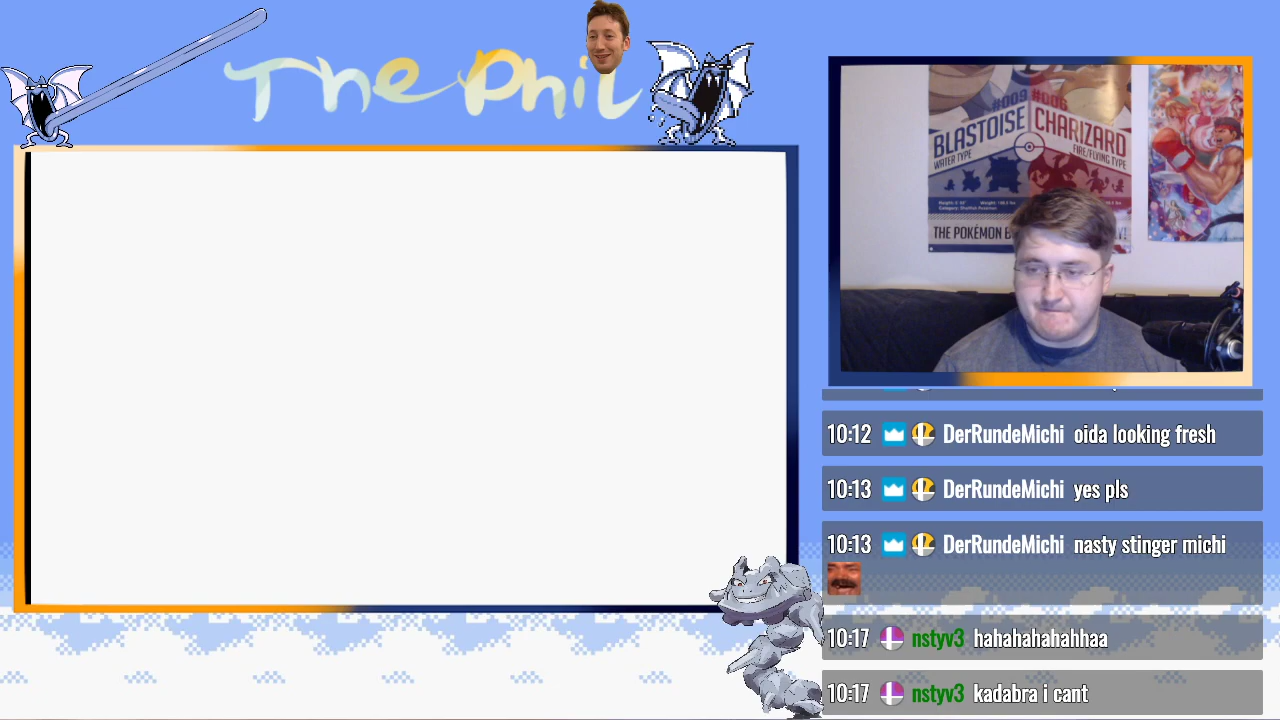 The Phil
#009 #006
BLASTOISE CHARIZARD
WATER TYPE FIRE/FLYING TYPE
THE POKÉMON
10:12 DerRundeMichi oida looking fresh
10:13 DerRundeMichi yes pls
10:13 DerRundeMichi nasty stinger michi
10:17 nstyv3 hahahahahahhaa
10:17 nstyv3 kadabra i cant